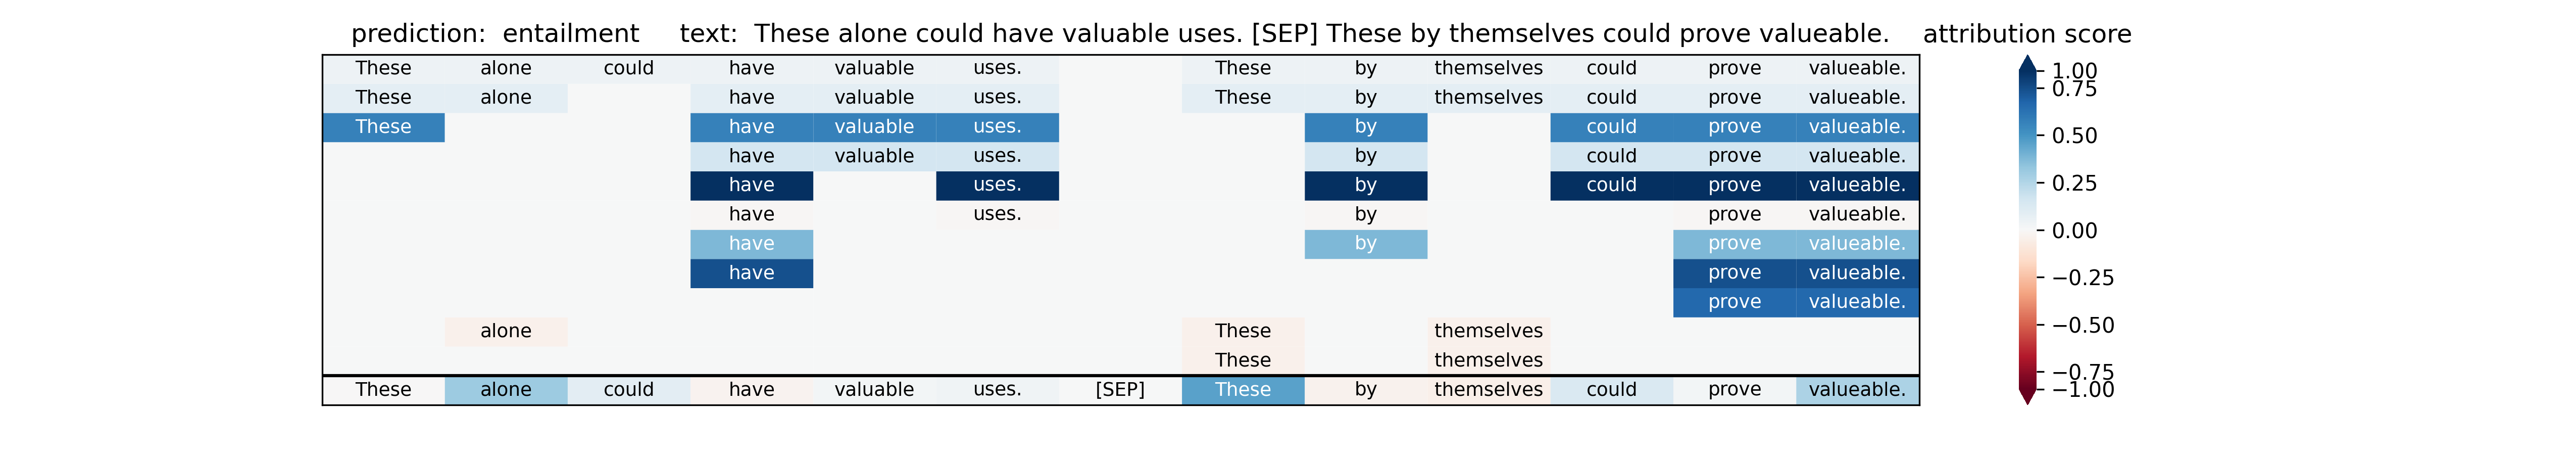 prediction: entailment text: These alone could have valuable uses. [SEP] These by themselves could prove valueable. attribution score
These alone could have valuable uses. These by themselves could prove valueable.
These alone have valuable uses. These by themselves could prove valueable.
These have valuable uses. by could prove valueable.
have valuable uses. by could prove valueable.
have uses. by could prove valueable.
have uses. by prove valueable.
have by prove valueable.
have prove valueable.
prove valueable.
alone These themselves
These themselves
These alone could have valuable uses. [SEP] These by themselves could prove valueable.
1.00
0.75
0.50
0.25
0.00
−0.25
−0.50
−0.75
−1.00